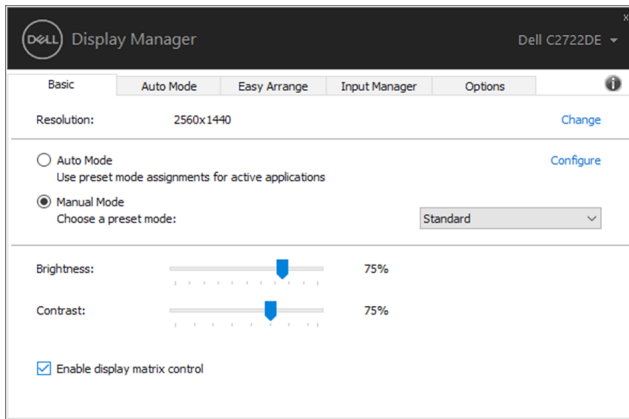 DELL Display Manager Dell C2722DE
Basic Auto Mode Easy Arrange Input Manager Options
Resolution: 2560x1440 Change
Auto Mode Configure
Use preset mode assignments for active applications
Manual Mode
Choose a preset mode: Standard
Brightness: 75%
Contrast: 75%
Enable display matrix control